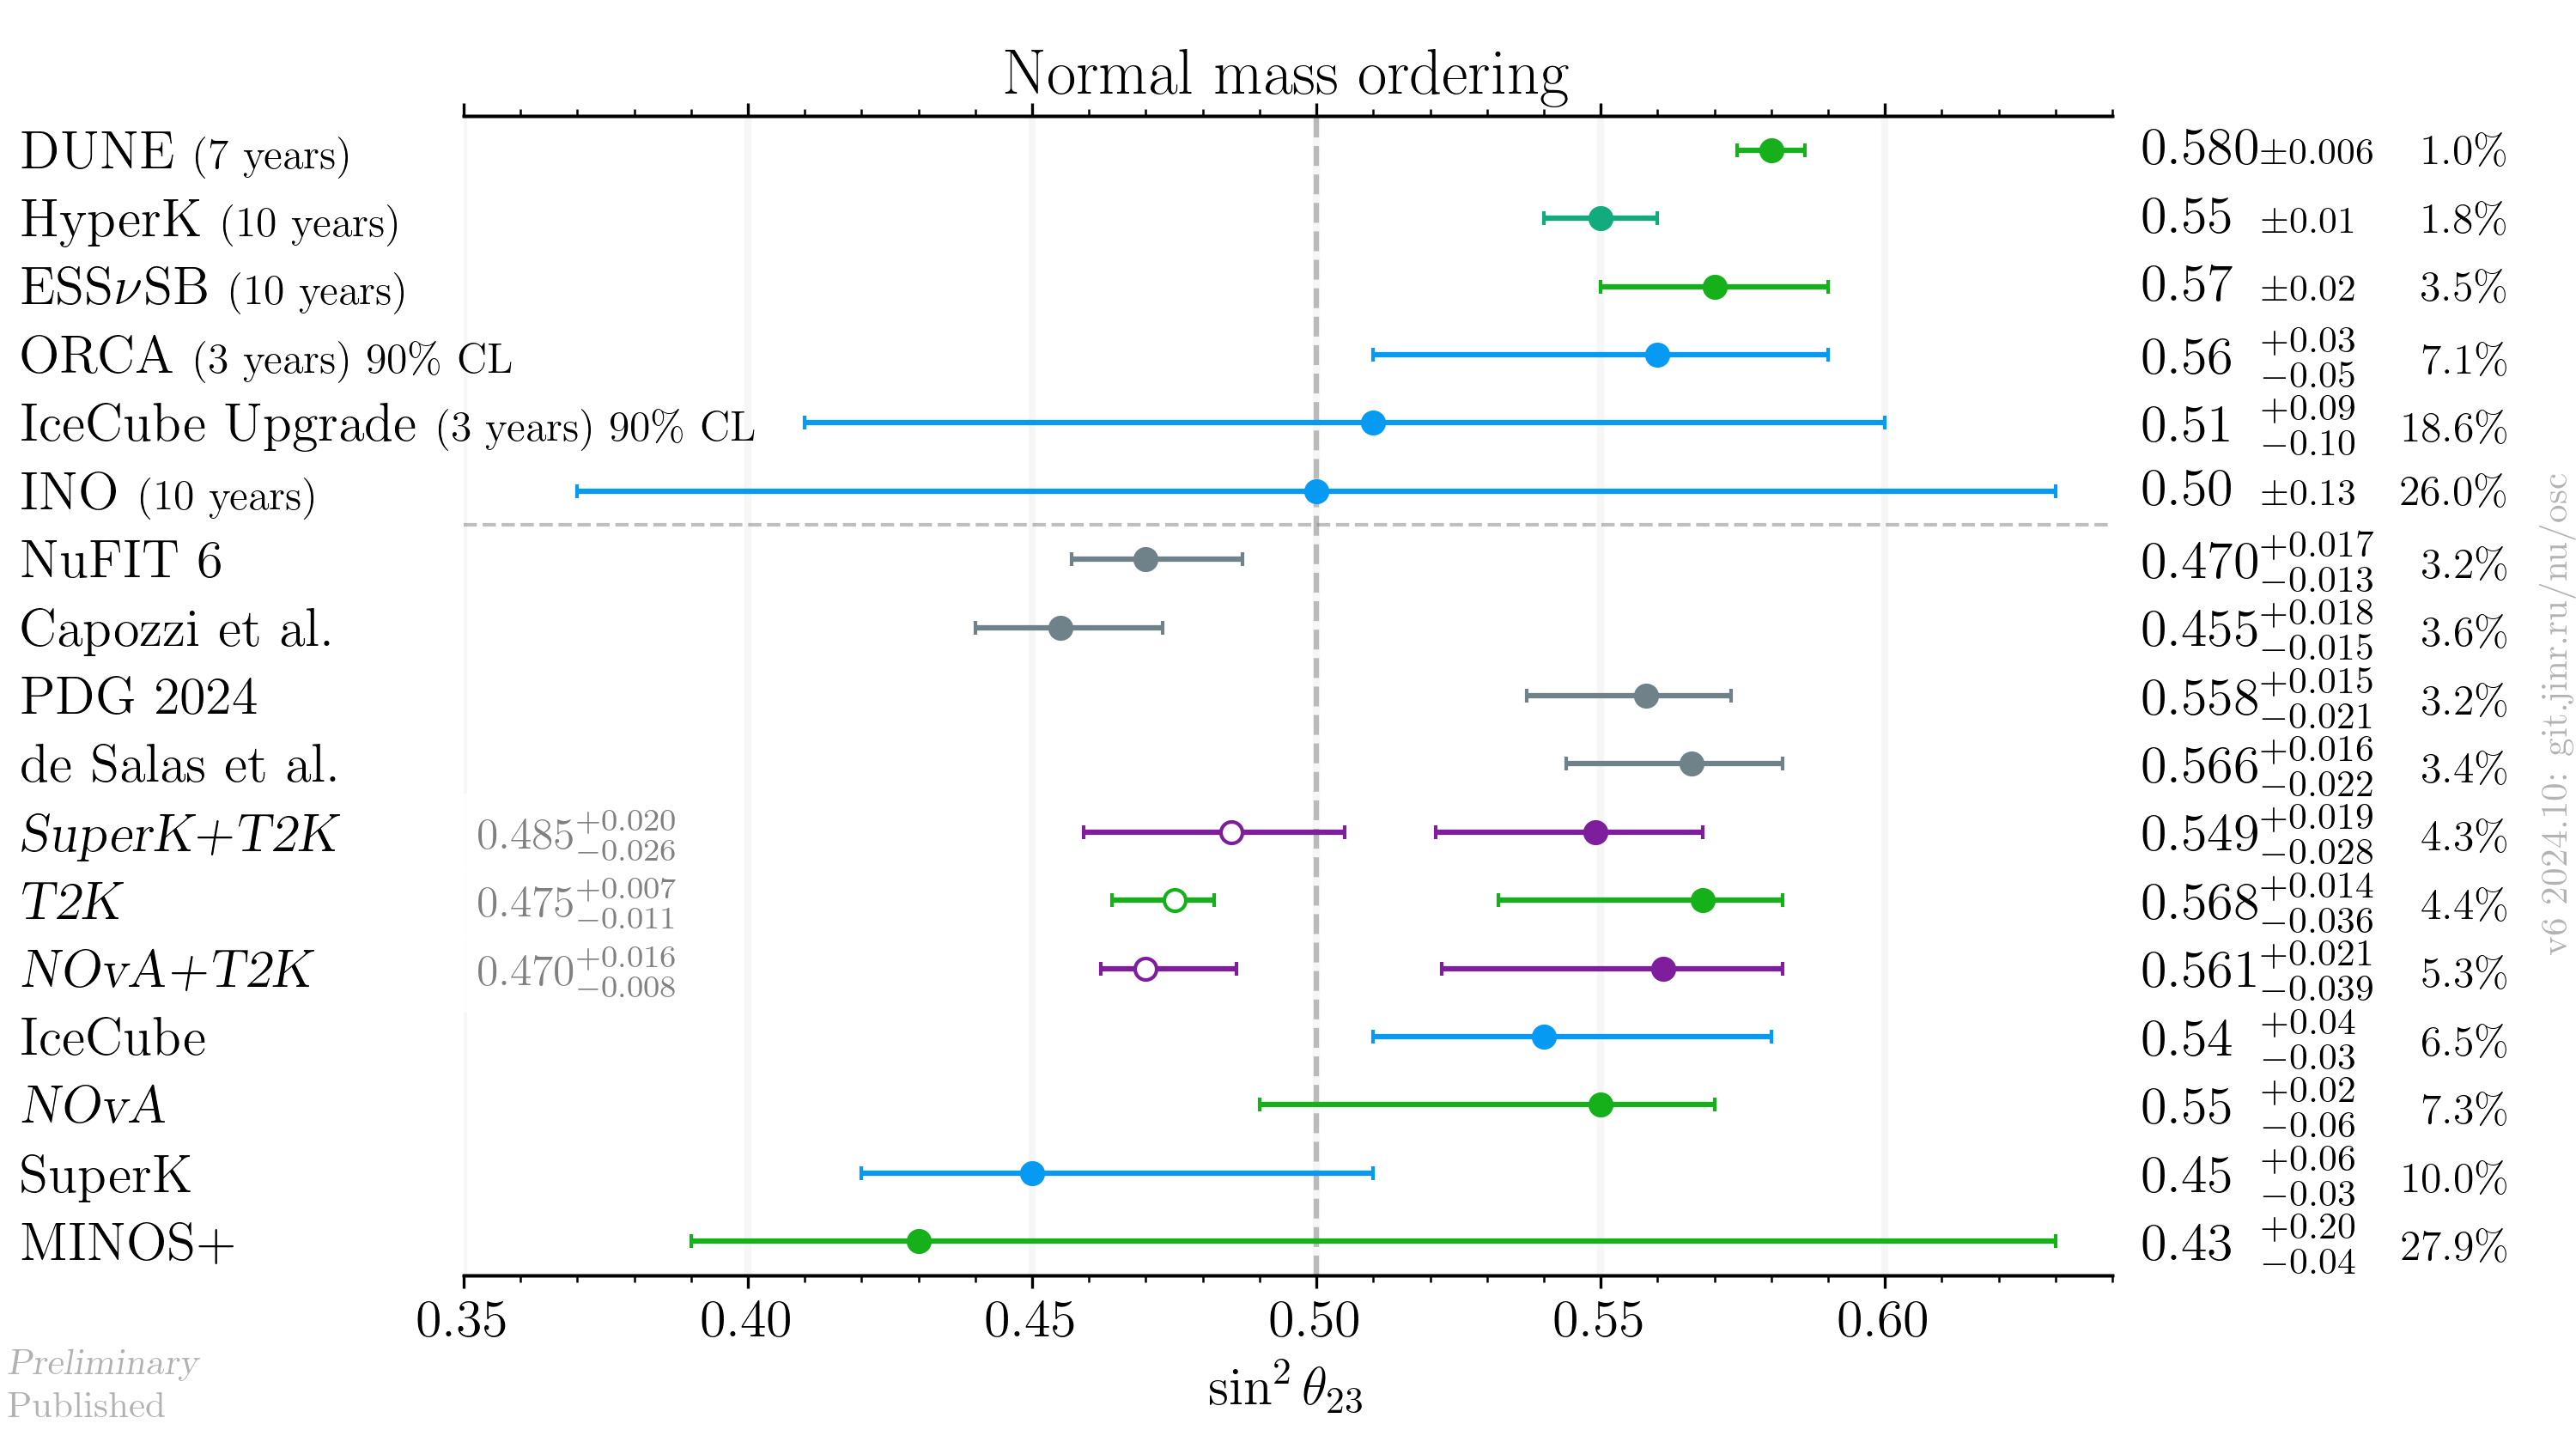 Normal mass ordering
DUNE (7 years) 0.580±0.006 1.0%
HyperK (10 years) 0.55 ±0.01 1.8%
ESSνSB (10 years) 0.57 ±0.02 3.5%
ORCA (3 years) 90% CL 0.56 +0.03 −0.05 7.1%
IceCube Upgrade (3 years) 90% CL 0.51 +0.09 −0.10 18.6%
INO (10 years) 0.50 ±0.13 26.0%
NuFIT 6 0.470 +0.017 −0.013 3.2%
Capozzi et al. 0.455 +0.018 −0.015 3.6%
PDG 2024 0.558 +0.015 −0.021 3.2%
de Salas et al. 0.566 +0.016 −0.022 3.4%
SuperK+T2K 0.485 +0.020 −0.026 0.549 +0.019 −0.028 4.3%
T2K 0.475 +0.007 −0.011 0.568 +0.014 −0.036 4.4%
NOvA+T2K 0.470 +0.016 −0.008 0.561 +0.021 −0.039 5.3%
IceCube 0.54 +0.04 −0.03 6.5%
NOvA 0.55 +0.02 −0.06 7.3%
SuperK 0.45 +0.06 −0.03 10.0%
MINOS+ 0.43 +0.20 −0.04 27.9%
0.35 0.40 0.45 0.50 0.55 0.60
sin² θ₂₃
Preliminary
Published
v6 2024.10: git.jinr.ru/nu/osc